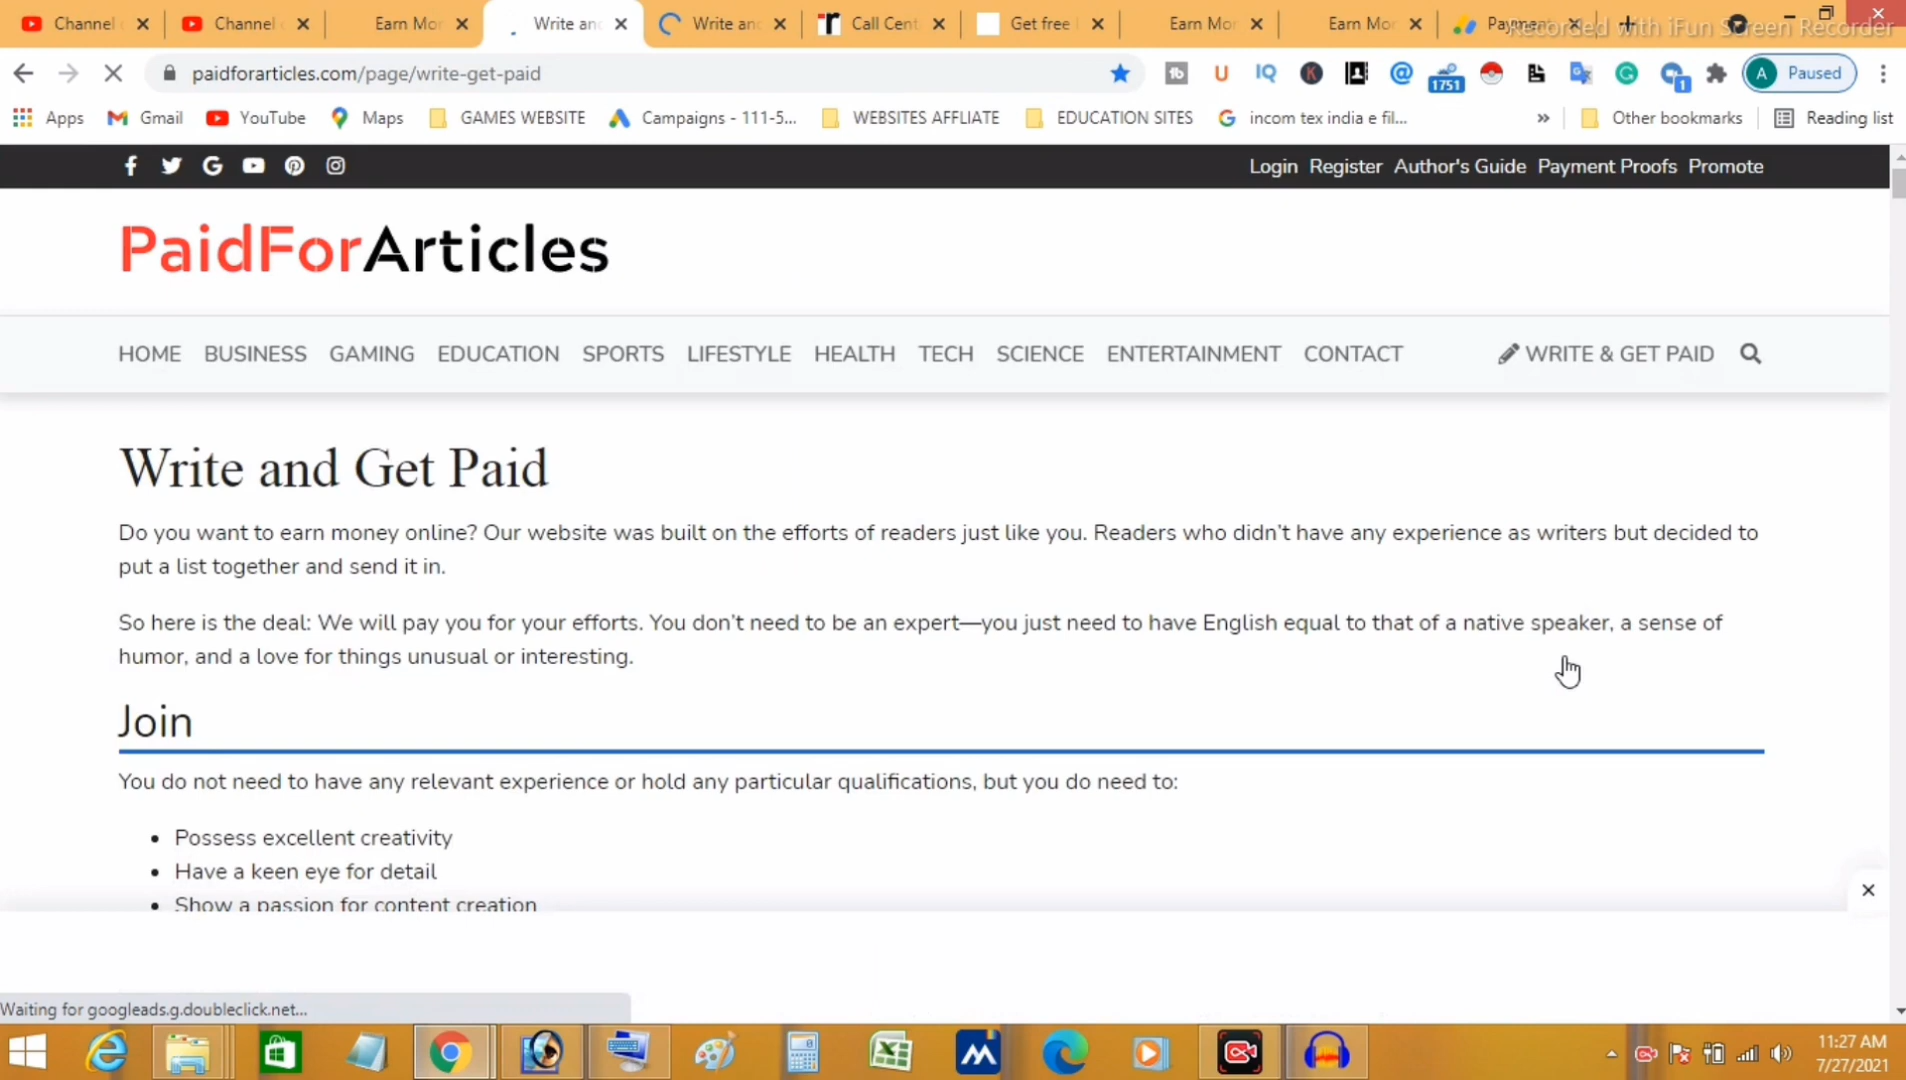 Channel
Channel
Earn Mor
Write an
Write an
Call Cent
Get free
Earn Mor
Earn Mor
Payment
Recorded with iFun Screen Recorder
paidforarticles.com/page/write-get-paid
1751
1
A Paused
Apps
Gmail
YouTube
Maps
GAMES WEBSITE
Campaigns - 111-5...
WEBSITES AFFLIATE
EDUCATION SITES
incom tex india e fil...
Other bookmarks
Reading list
Login Register Author's Guide Payment Proofs Promote
PaidForArticles
HOME BUSINESS GAMING EDUCATION SPORTS LIFESTYLE HEALTH TECH SCIENCE ENTERTAINMENT CONTACT WRITE & GET PAID
Write and Get Paid
Do you want to earn money online? Our website was built on the efforts of readers just like you. Readers who didn't have any experience as writers but decided to
put a list together and send it in.
So here is the deal: We will pay you for your efforts. You don't need to be an expert—you just need to have English equal to that of a native speaker, a sense of
humor, and a love for things unusual or interesting.
Join
You do not need to have any relevant experience or hold any particular qualifications, but you do need to:
• Possess excellent creativity
• Have a keen eye for detail
• Show a passion for content creation
Waiting for googleads.g.doubleclick.net...
11:27 AM
7/27/2021